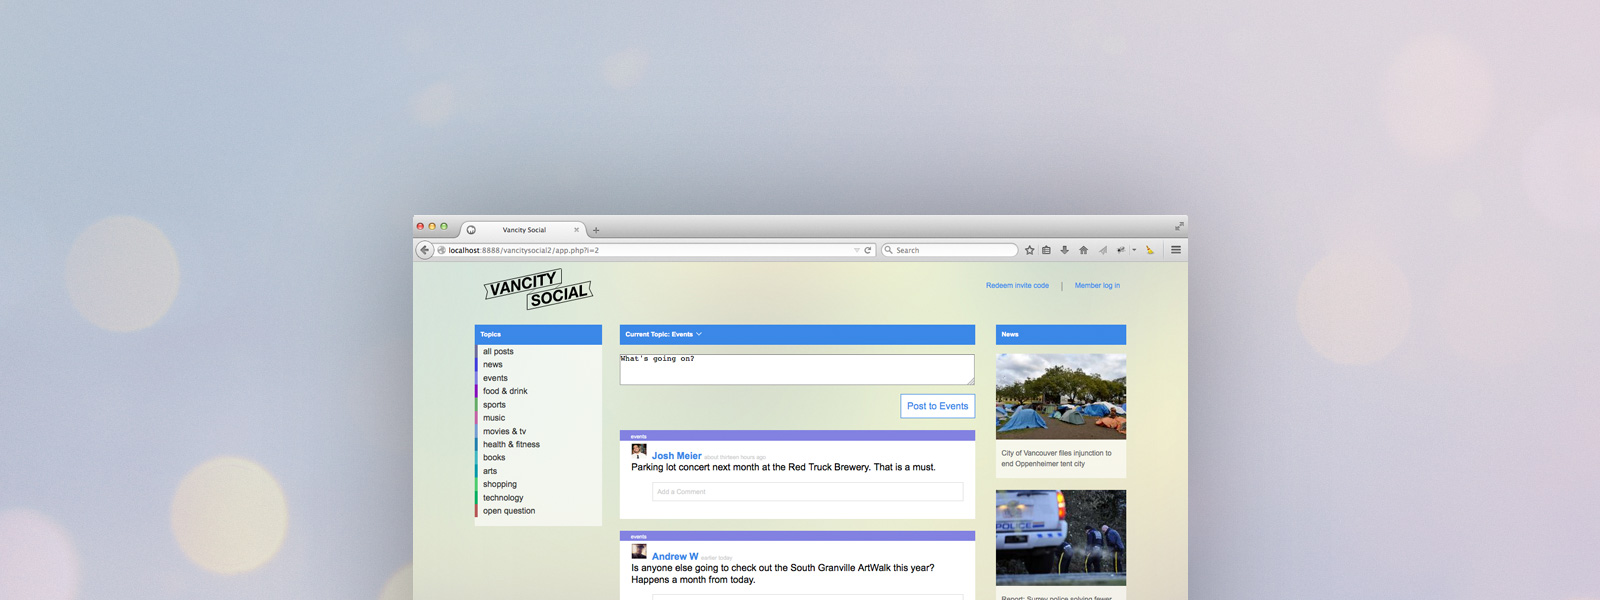 Vancity Social
localhost:8888/vancitysocial2/app.php?i=2
Search
VANCITY
SOCIAL
Redeem invite code | Member log in
Topics
all posts
news
events
food & drink
sports
music
movies & tv
health & fitness
books
arts
shopping
technology
open question
Current Topic: Events
What's going on?
Post to Events
events
Josh Meier about thirteen hours ago
Parking lot concert next month at the Red Truck Brewery. That is a must.
Add a Comment
events
Andrew W earlier today
Is anyone else going to check out the South Granville ArtWalk this year?
Happens a month from today.
News
City of Vancouver files injunction to
end Oppenheimer tent city
POLICE
Report: Surrey police solving fewer